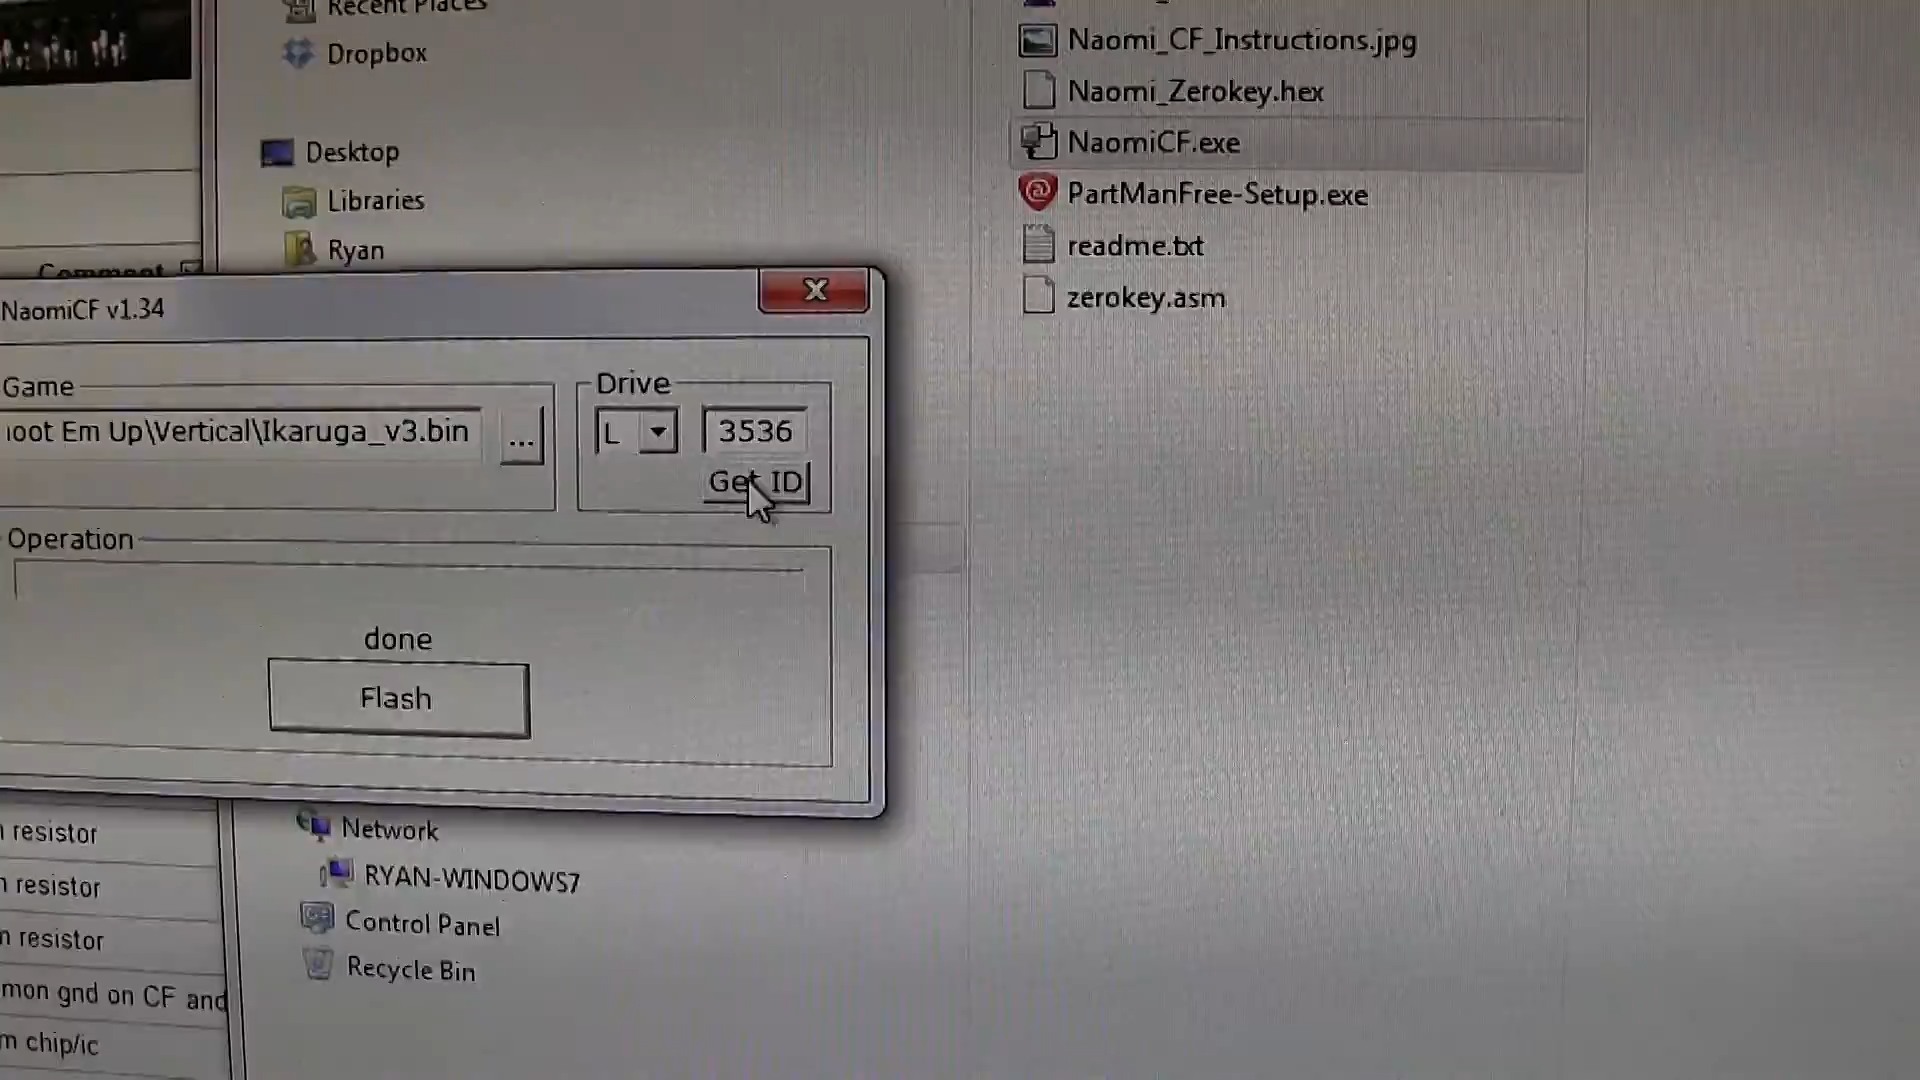 Recent Places
Dropbox
Desktop
Libraries
Ryan
Naomi_CF_Instructions.jpg
Naomi_Zerokey.hex
NaomiCF.exe
PartManFree-Setup.exe
readme.txt
zerokey.asm
Comment
NaomiCF v1.34
Game
Drive
oot Em Up\Vertical\Ikaruga_v3.bin
...
L
3536
Get ID
Operation
done
Flash
resistor
resistor
resistor
mon gnd on CF and
chip/ic
Network
RYAN-WINDOWS7
Control Panel
Recycle Bin